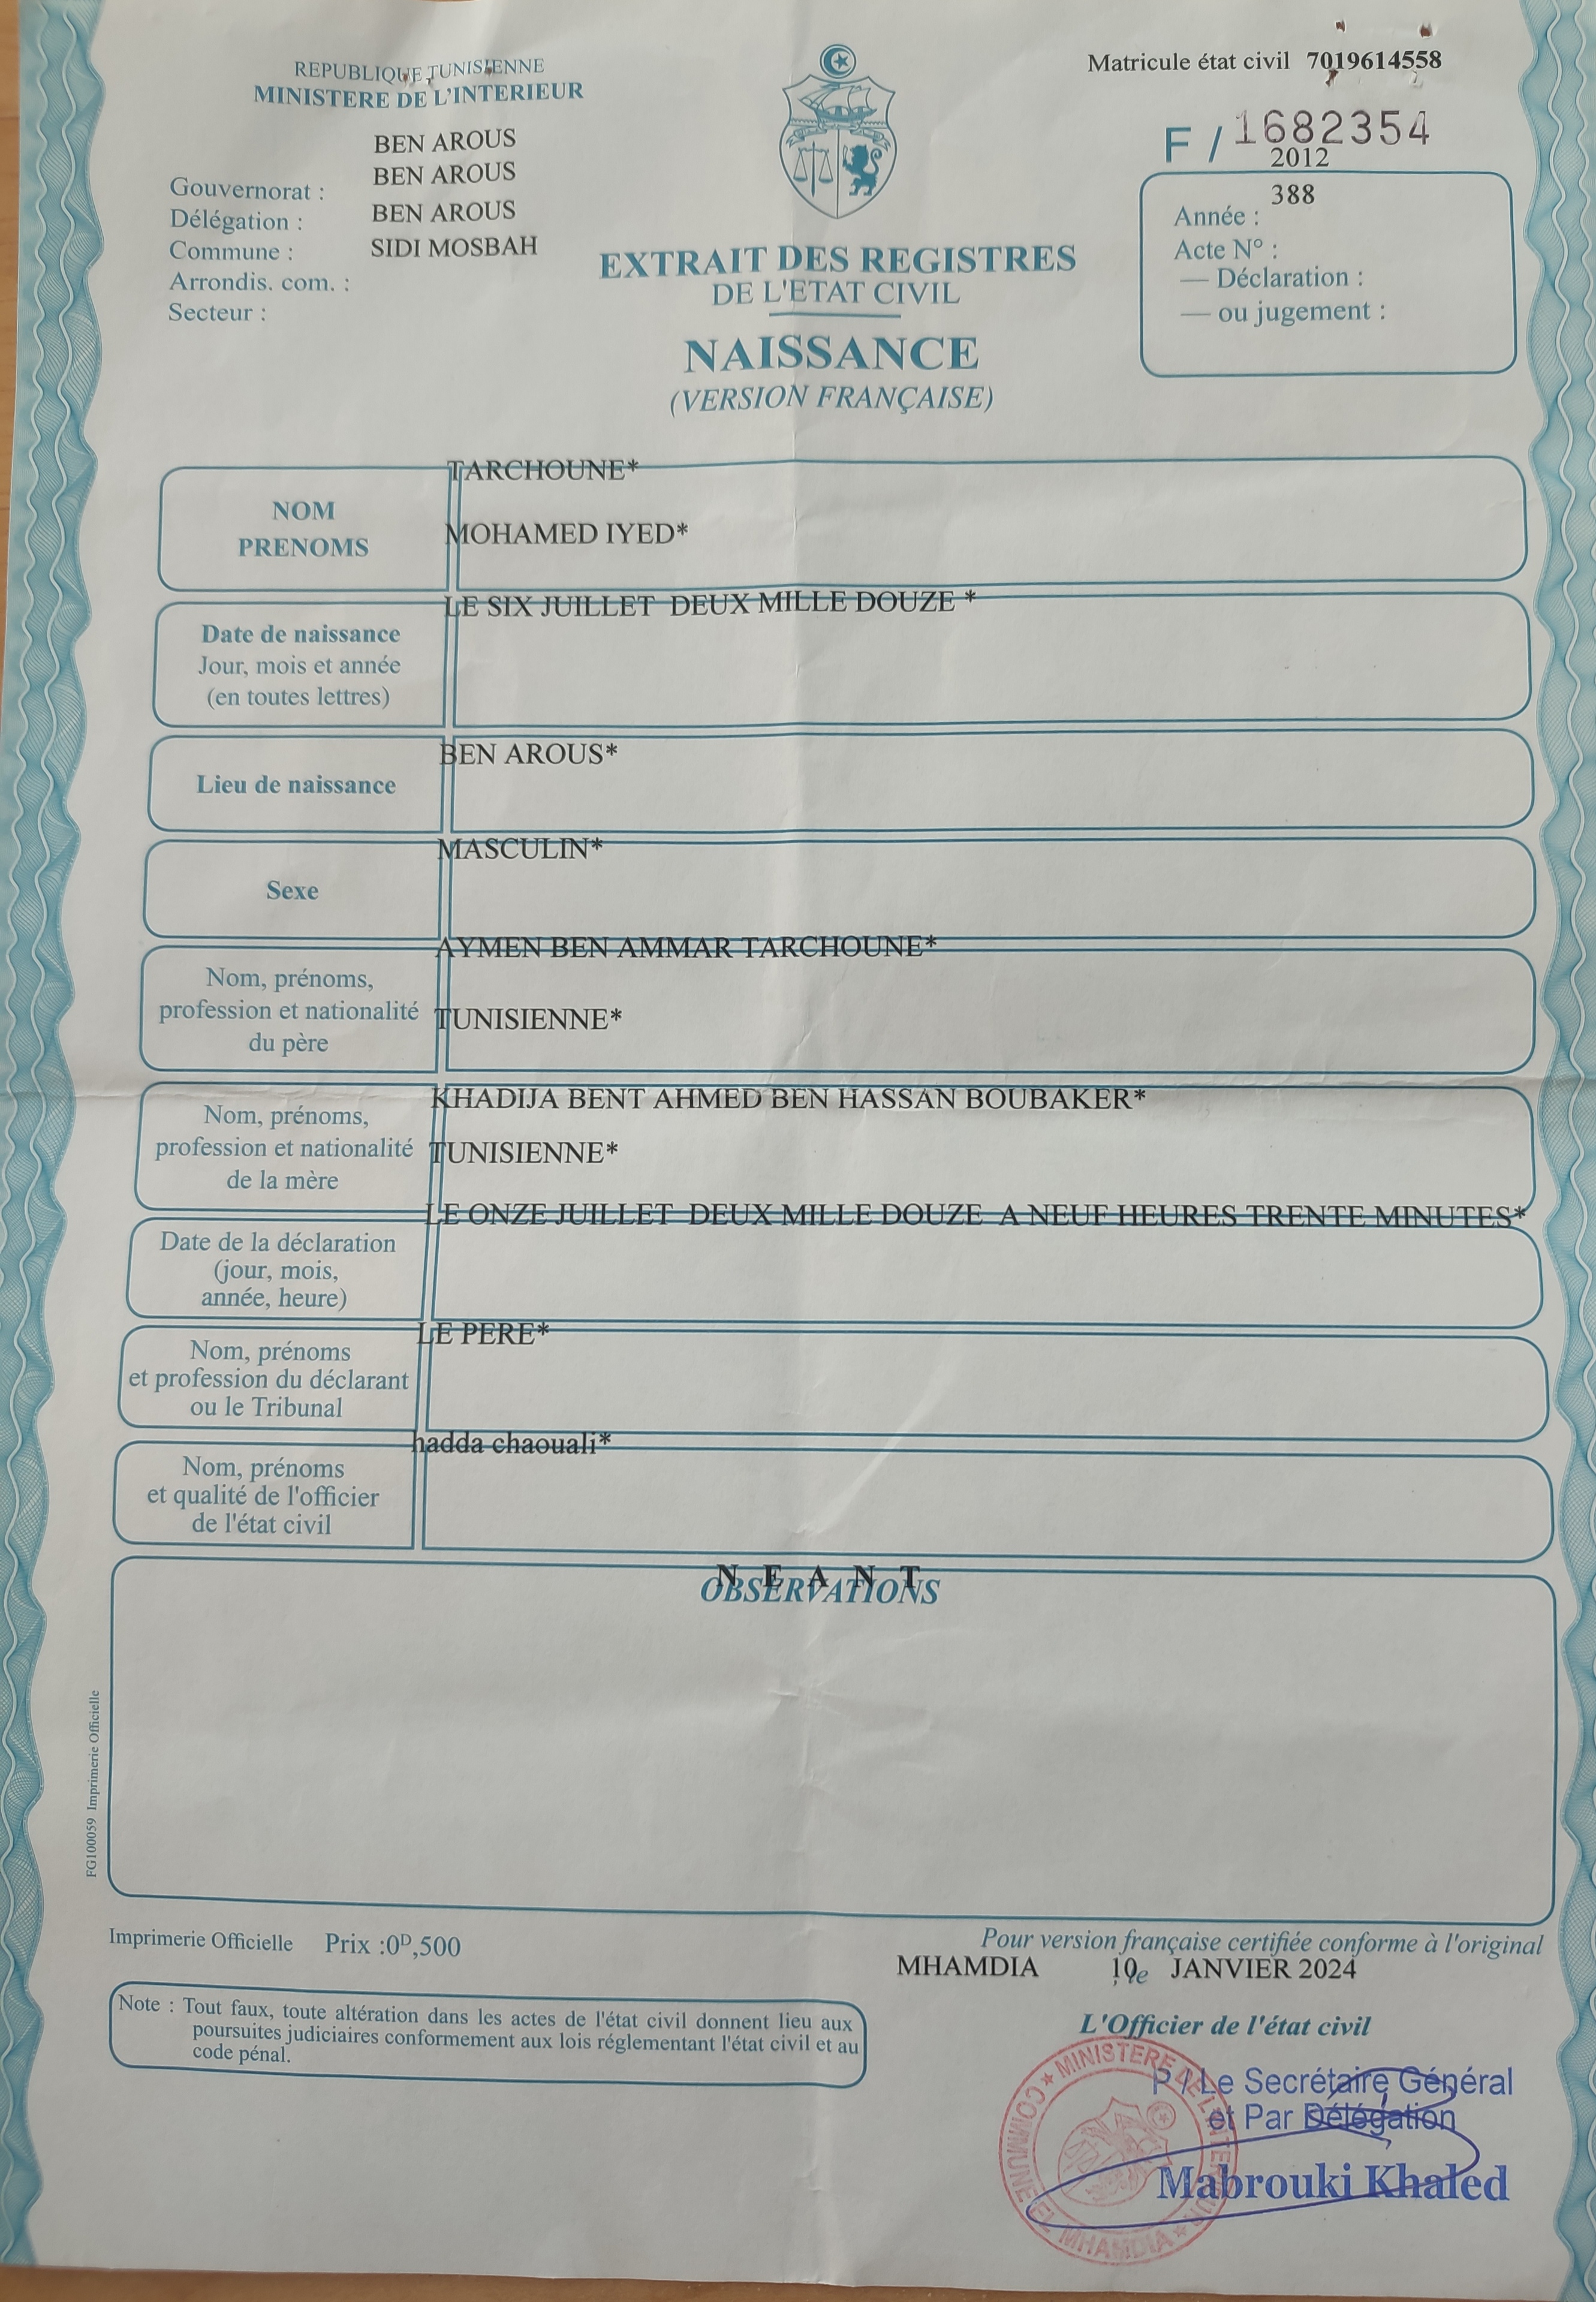 REPUBLIQUE TUNISIENNE
MINISTERE DE L'INTERIEUR
BEN AROUS
BEN AROUS
Gouvernorat :
BEN AROUS
Délégation :
SIDI MOSBAH
Commune :
Arrondis. com. :
Secteur :
Matricule état civil 7019614558
F / 1682354
2012
388
Année :
Acte N° :
— Déclaration :
— ou jugement :
EXTRAIT DES REGISTRES
DE L'ETAT CIVIL
NAISSANCE
(VERSION FRANÇAISE)
TARCHOUNE*
NOM
MOHAMED IYED*
PRENOMS
LE SIX JUILLET DEUX MILLE DOUZE *
Date de naissance
Jour, mois et année
(en toutes lettres)
BEN AROUS*
Lieu de naissance
MASCULIN*
Sexe
AYMEN BEN AMMAR TARCHOUNE*
Nom, prénoms,
profession et nationalité
TUNISIENNE*
du père
KHADIJA BENT AHMED BEN HASSAN BOUBAKER*
Nom, prénoms,
profession et nationalité
TUNISIENNE*
de la mère
LE ONZE JUILLET DEUX MILLE DOUZE A NEUF HEURES TRENTE MINUTES*
Date de la déclaration
(jour, mois,
année, heure)
LE PERE*
Nom, prénoms
et profession du déclarant
ou le Tribunal
hadda chaouali*
Nom, prénoms
et qualité de l'officier
de l'état civil
N E A N T
OBSERVATIONS
FG100059 Imprimerie Officielle
Imprimerie Officielle Prix :0D,500
Pour version française certifiée conforme à l'original
MHAMDIA 10 le JANVIER 2024
Note : Tout faux, toute altération dans les actes de l'état civil donnent lieu aux
poursuites judiciaires conformement aux lois réglementant l'état civil et au
code pénal.
L'Officier de l'état civil
P / Le Secrétaire Général
et Par Délégation
Mabrouki Khaled
★ MINISTERE DE L'INTERIEUR ★ COMMUNE EL MHAMDIA